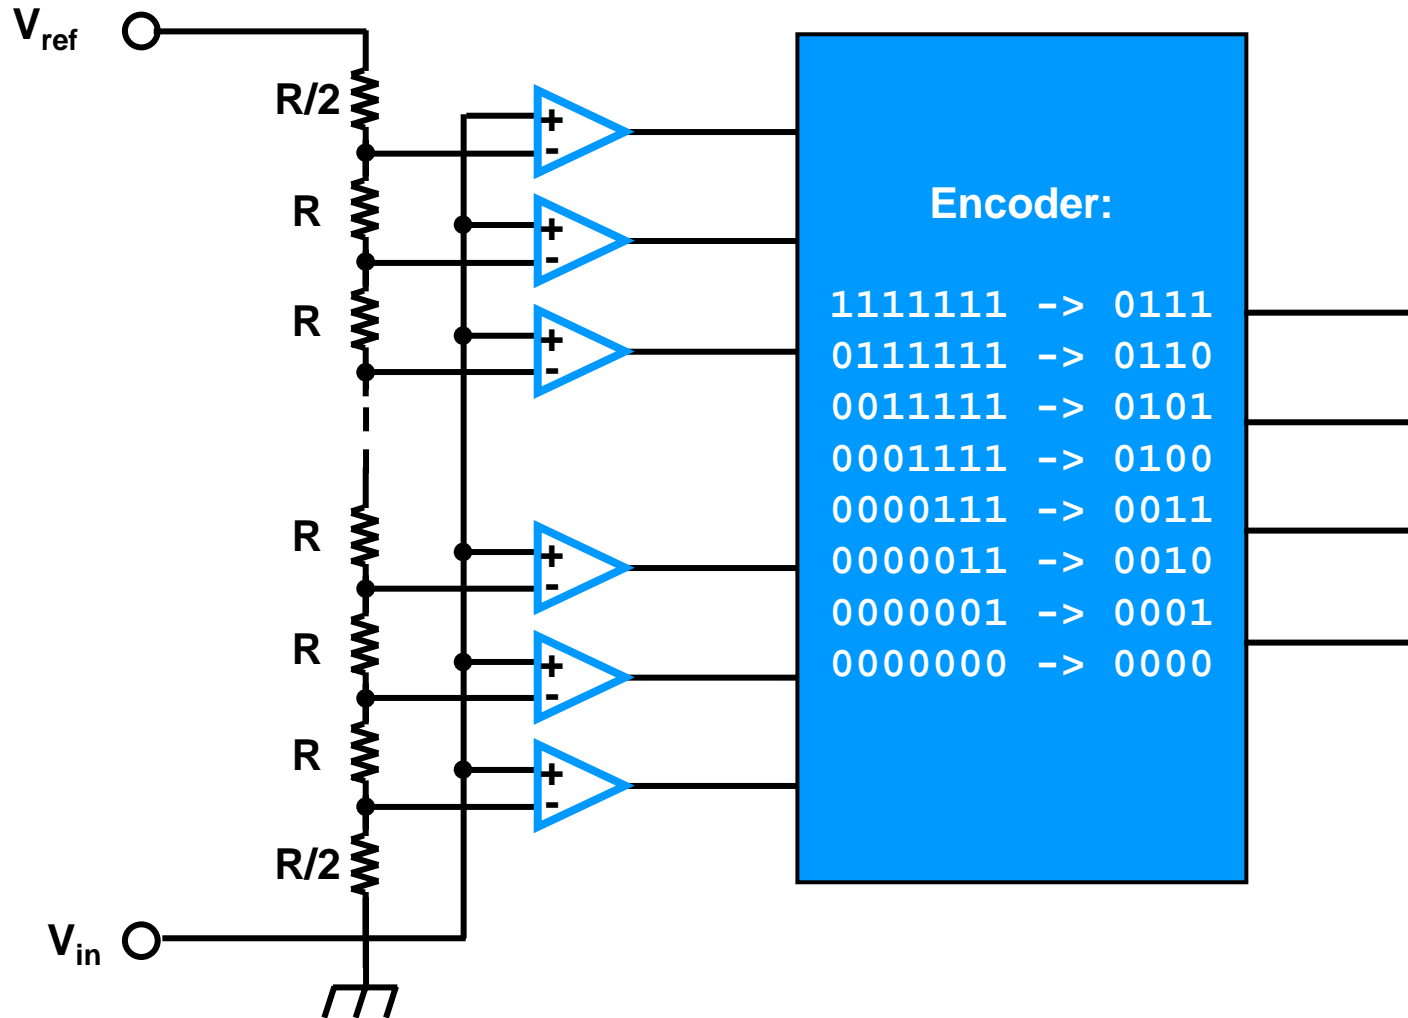 Vref
R/2
+
-
R
+
-
R
+
-
R
+
-
R
+
-
R
+
-
R/2
Vin
Encoder:
1111111 -> 0111
0111111 -> 0110
0011111 -> 0101
0001111 -> 0100
0000111 -> 0011
0000011 -> 0010
0000001 -> 0001
0000000 -> 0000